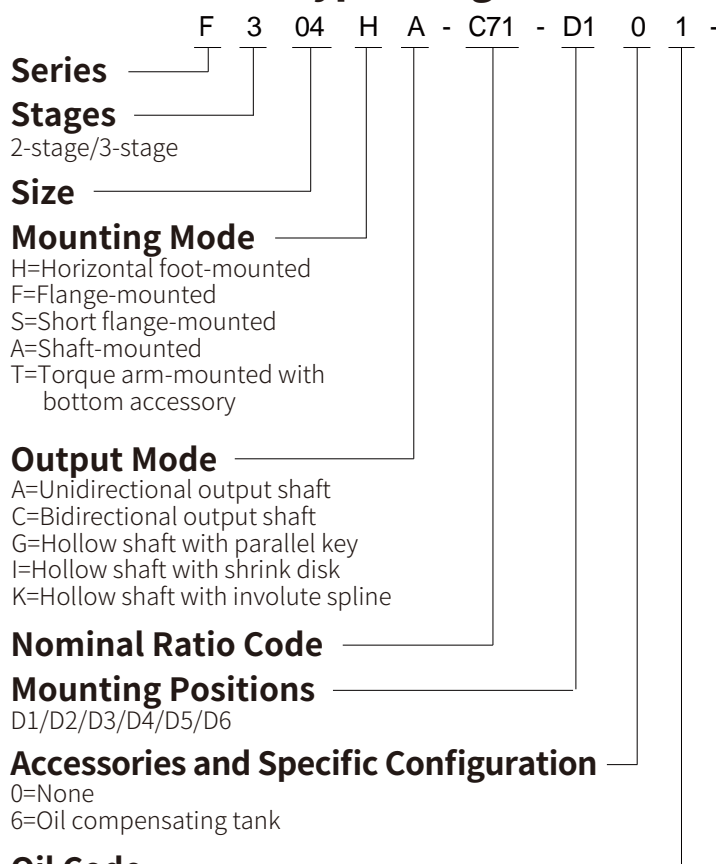 F 3 04 H A - C71 - D1 0 1 -
Series
Stages
2-stage/3-stage
Size
Mounting Mode
H=Horizontal foot-mounted
F=Flange-mounted
S=Short flange-mounted
A=Shaft-mounted
T=Torque arm-mounted with
bottom accessory
Output Mode
A=Unidirectional output shaft
C=Bidirectional output shaft
G=Hollow shaft with parallel key
I=Hollow shaft with shrink disk
K=Hollow shaft with involute spline
Nominal Ratio Code
Mounting Positions
D1/D2/D3/D4/D5/D6
Accessories and Specific Configuration
0=None
6=Oil compensating tank
Oil Code